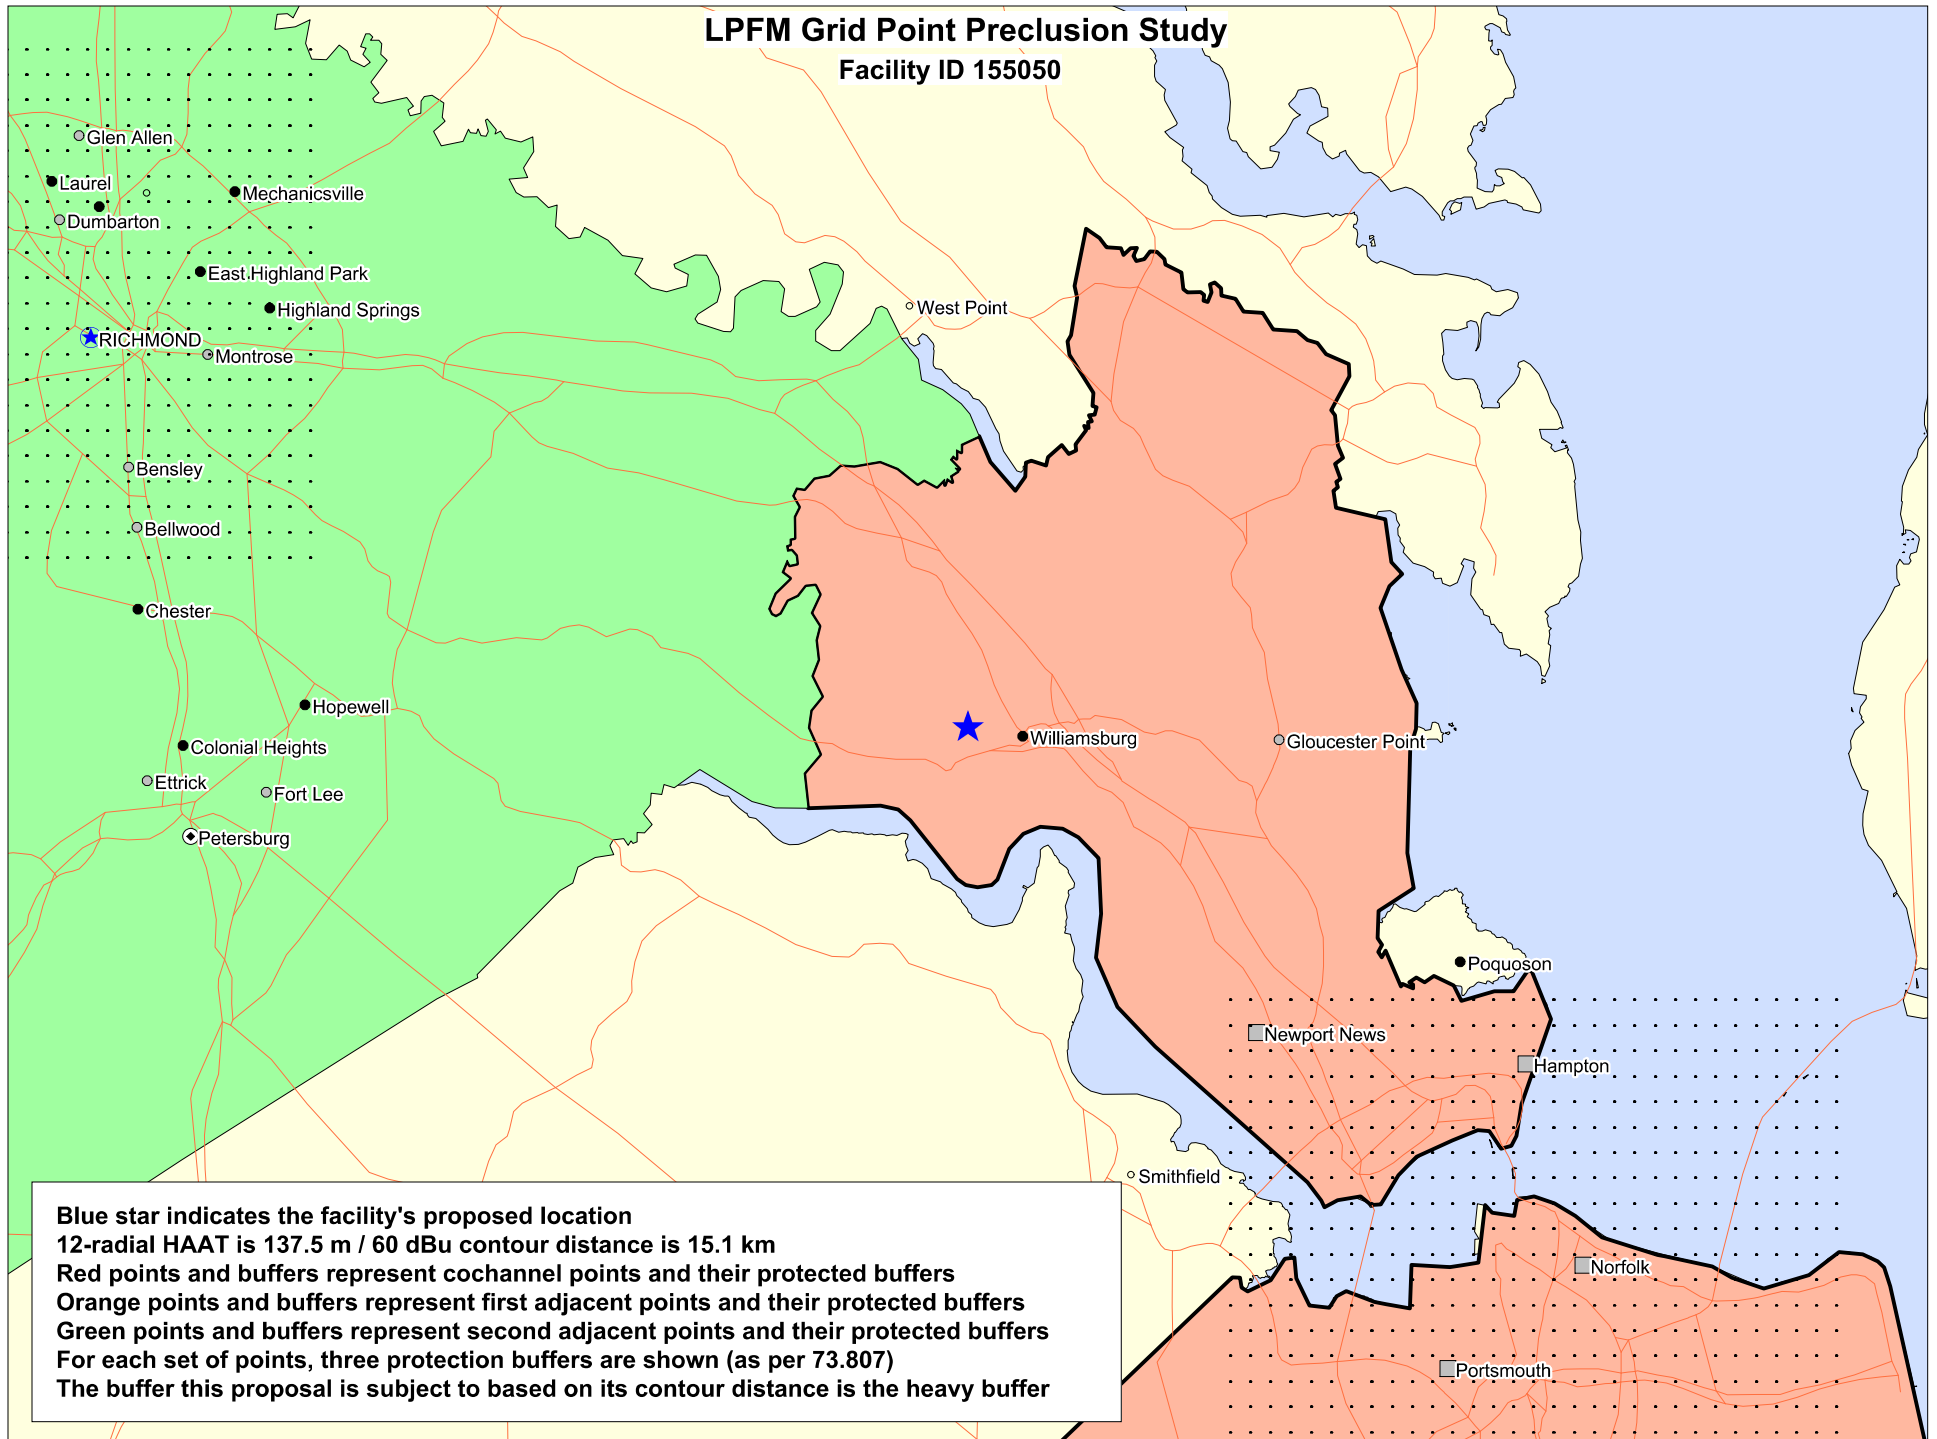 LPFM Grid Point Preclusion Study
Facility ID 155050
Glen Allen
Laurel
Mechanicsville
Dumbarton
East Highland Park
Highland Springs
West Point
RICHMOND
Montrose
Bensley
Bellwood
Chester
Hopewell
Colonial Heights
Williamsburg
Gloucester Point
Ettrick
Fort Lee
Petersburg
Poquoson
Newport News
Hampton
Smithfield
Norfolk
Portsmouth
Blue star indicates the facility's proposed location
12-radial HAAT is 137.5 m / 60 dBu contour distance is 15.1 km
Red points and buffers represent cochannel points and their protected buffers
Orange points and buffers represent first adjacent points and their protected buffers
Green points and buffers represent second adjacent points and their protected buffers
For each set of points, three protection buffers are shown (as per 73.807)
The buffer this proposal is subject to based on its contour distance is the heavy buffer